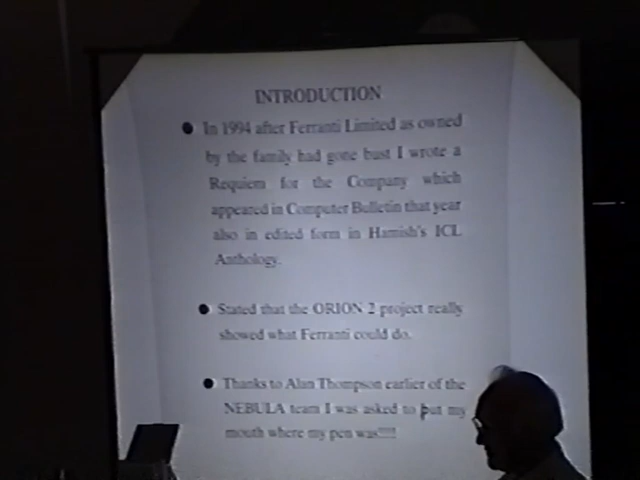 INTRODUCTION
● In 1994 after Ferranti Limited as owned
by the family had gone bust I wrote a
Requiem for the Company which
appeared in Computer Bulletin that year
also in edited form in Hamish's ICL
Anthology.
● Stated that the ORION 2 project really
showed what Ferranti could do.
● Thanks to Alan Thompson earlier of the
NEBULA team I was asked to put my
mouth where my pen was!!!!